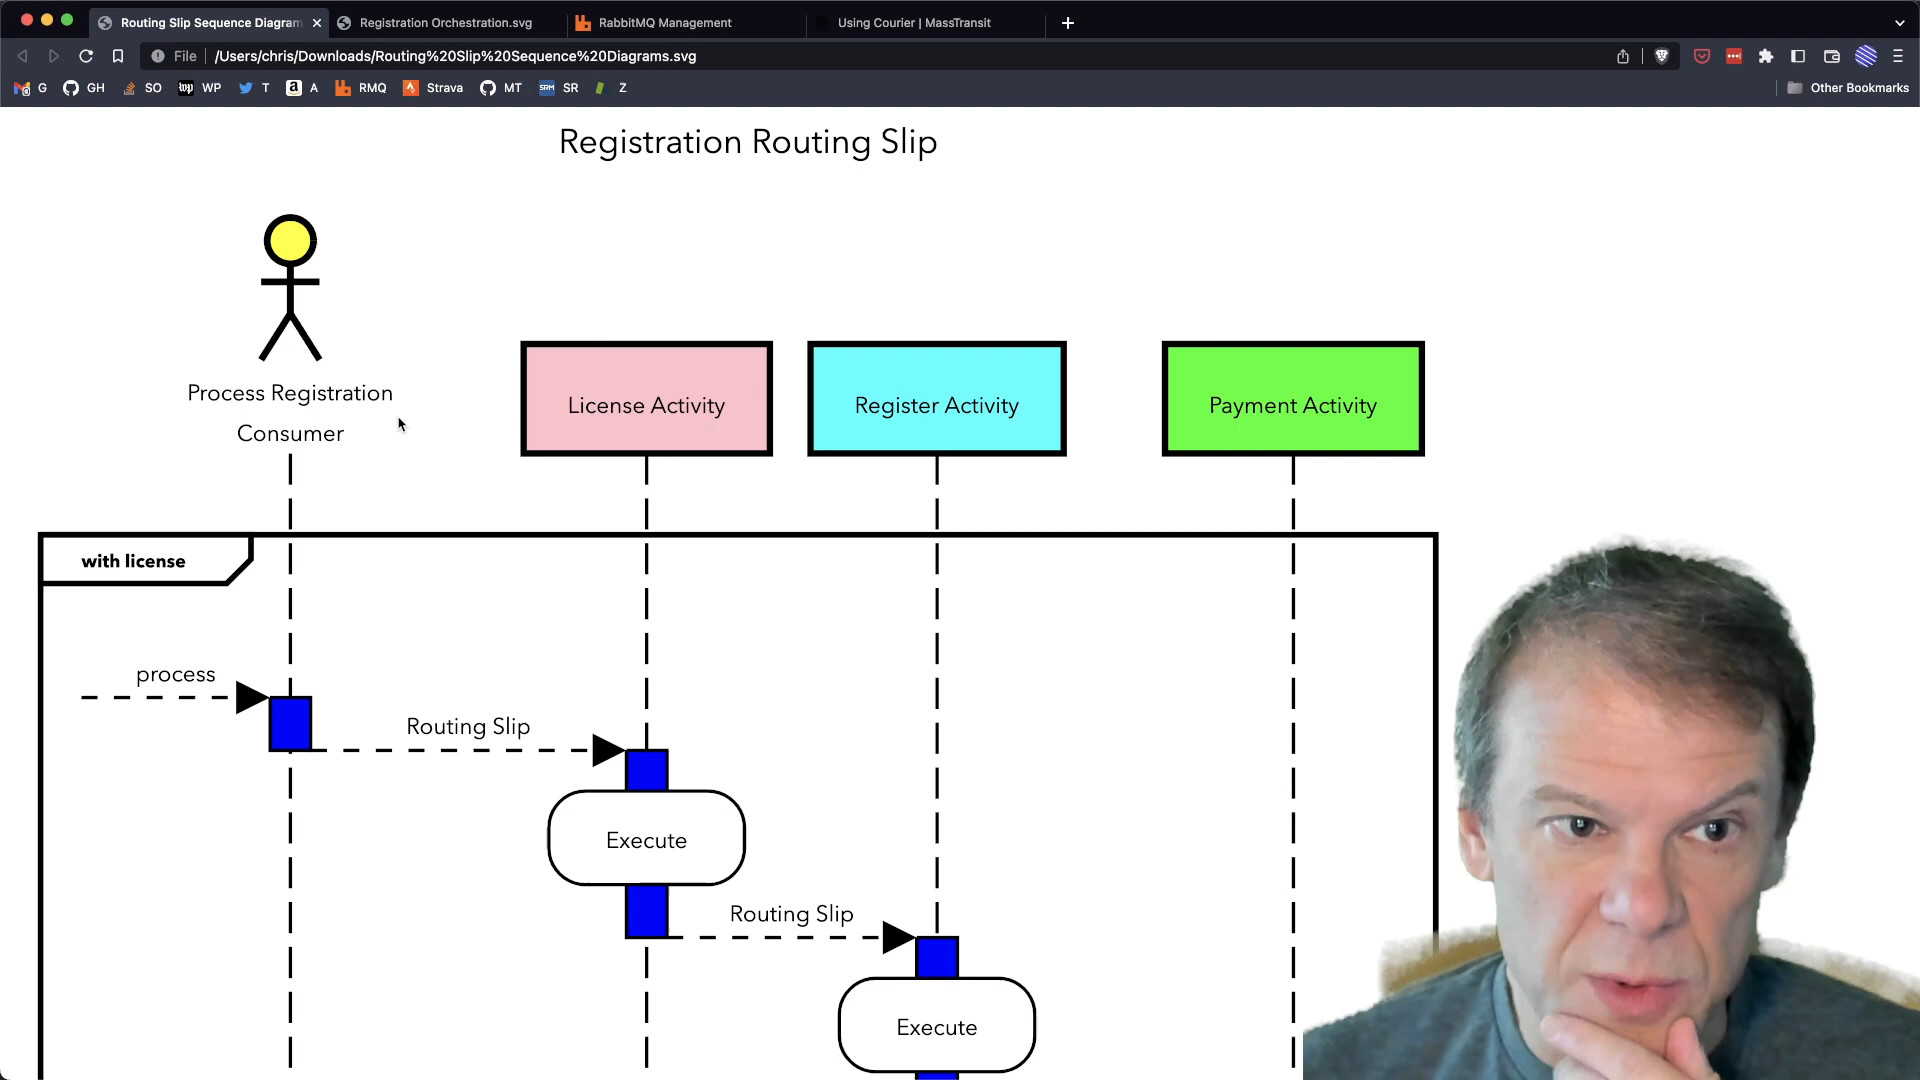 Routing Slip Sequence Diagram
Registration Orchestration.svg
RabbitMQ Management
Using Courier | MassTransit
File
/Users/chris/Downloads/Routing%20Slip%20Sequence%20Diagrams.svg
G
GH
SO
wp WP
T
a A
RMQ
Strava
MT
SRM SR
Z
Other Bookmarks
Registration Routing Slip
Process Registration
Consumer
License Activity
Register Activity
Payment Activity
with license
process
Routing Slip
Execute
Routing Slip
Execute